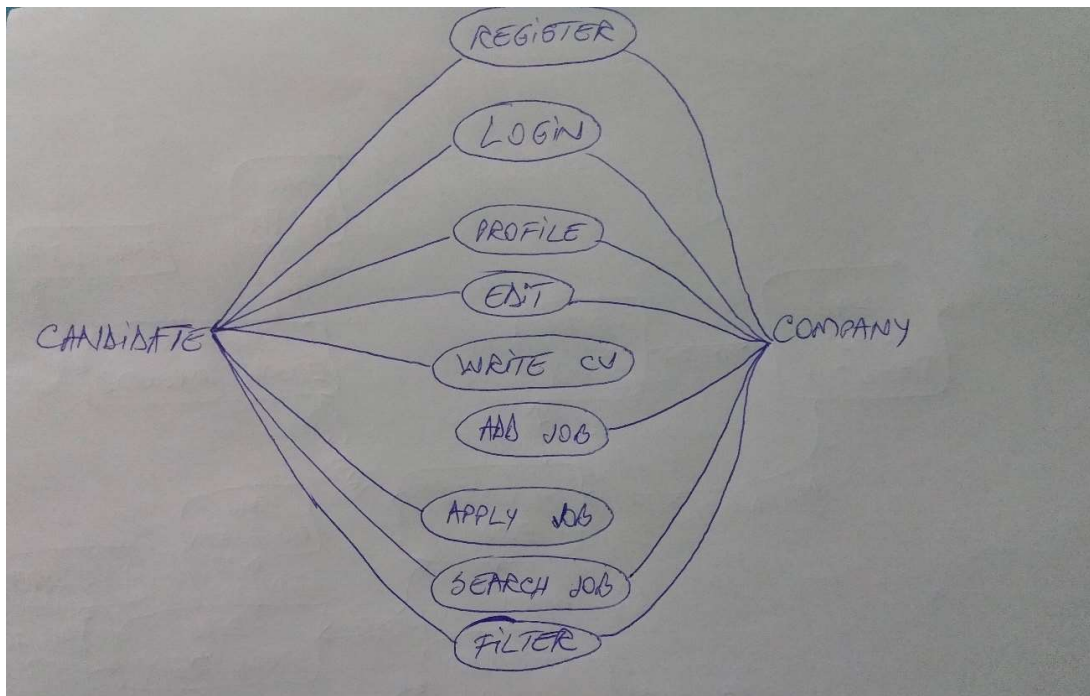 REGISTER
LOGIN
PROFILE
EDIT
CANDIDATE
COMPANY
WRITE CV
ADD JOB
APPLY JOB
SEARCH JOB
FILTER